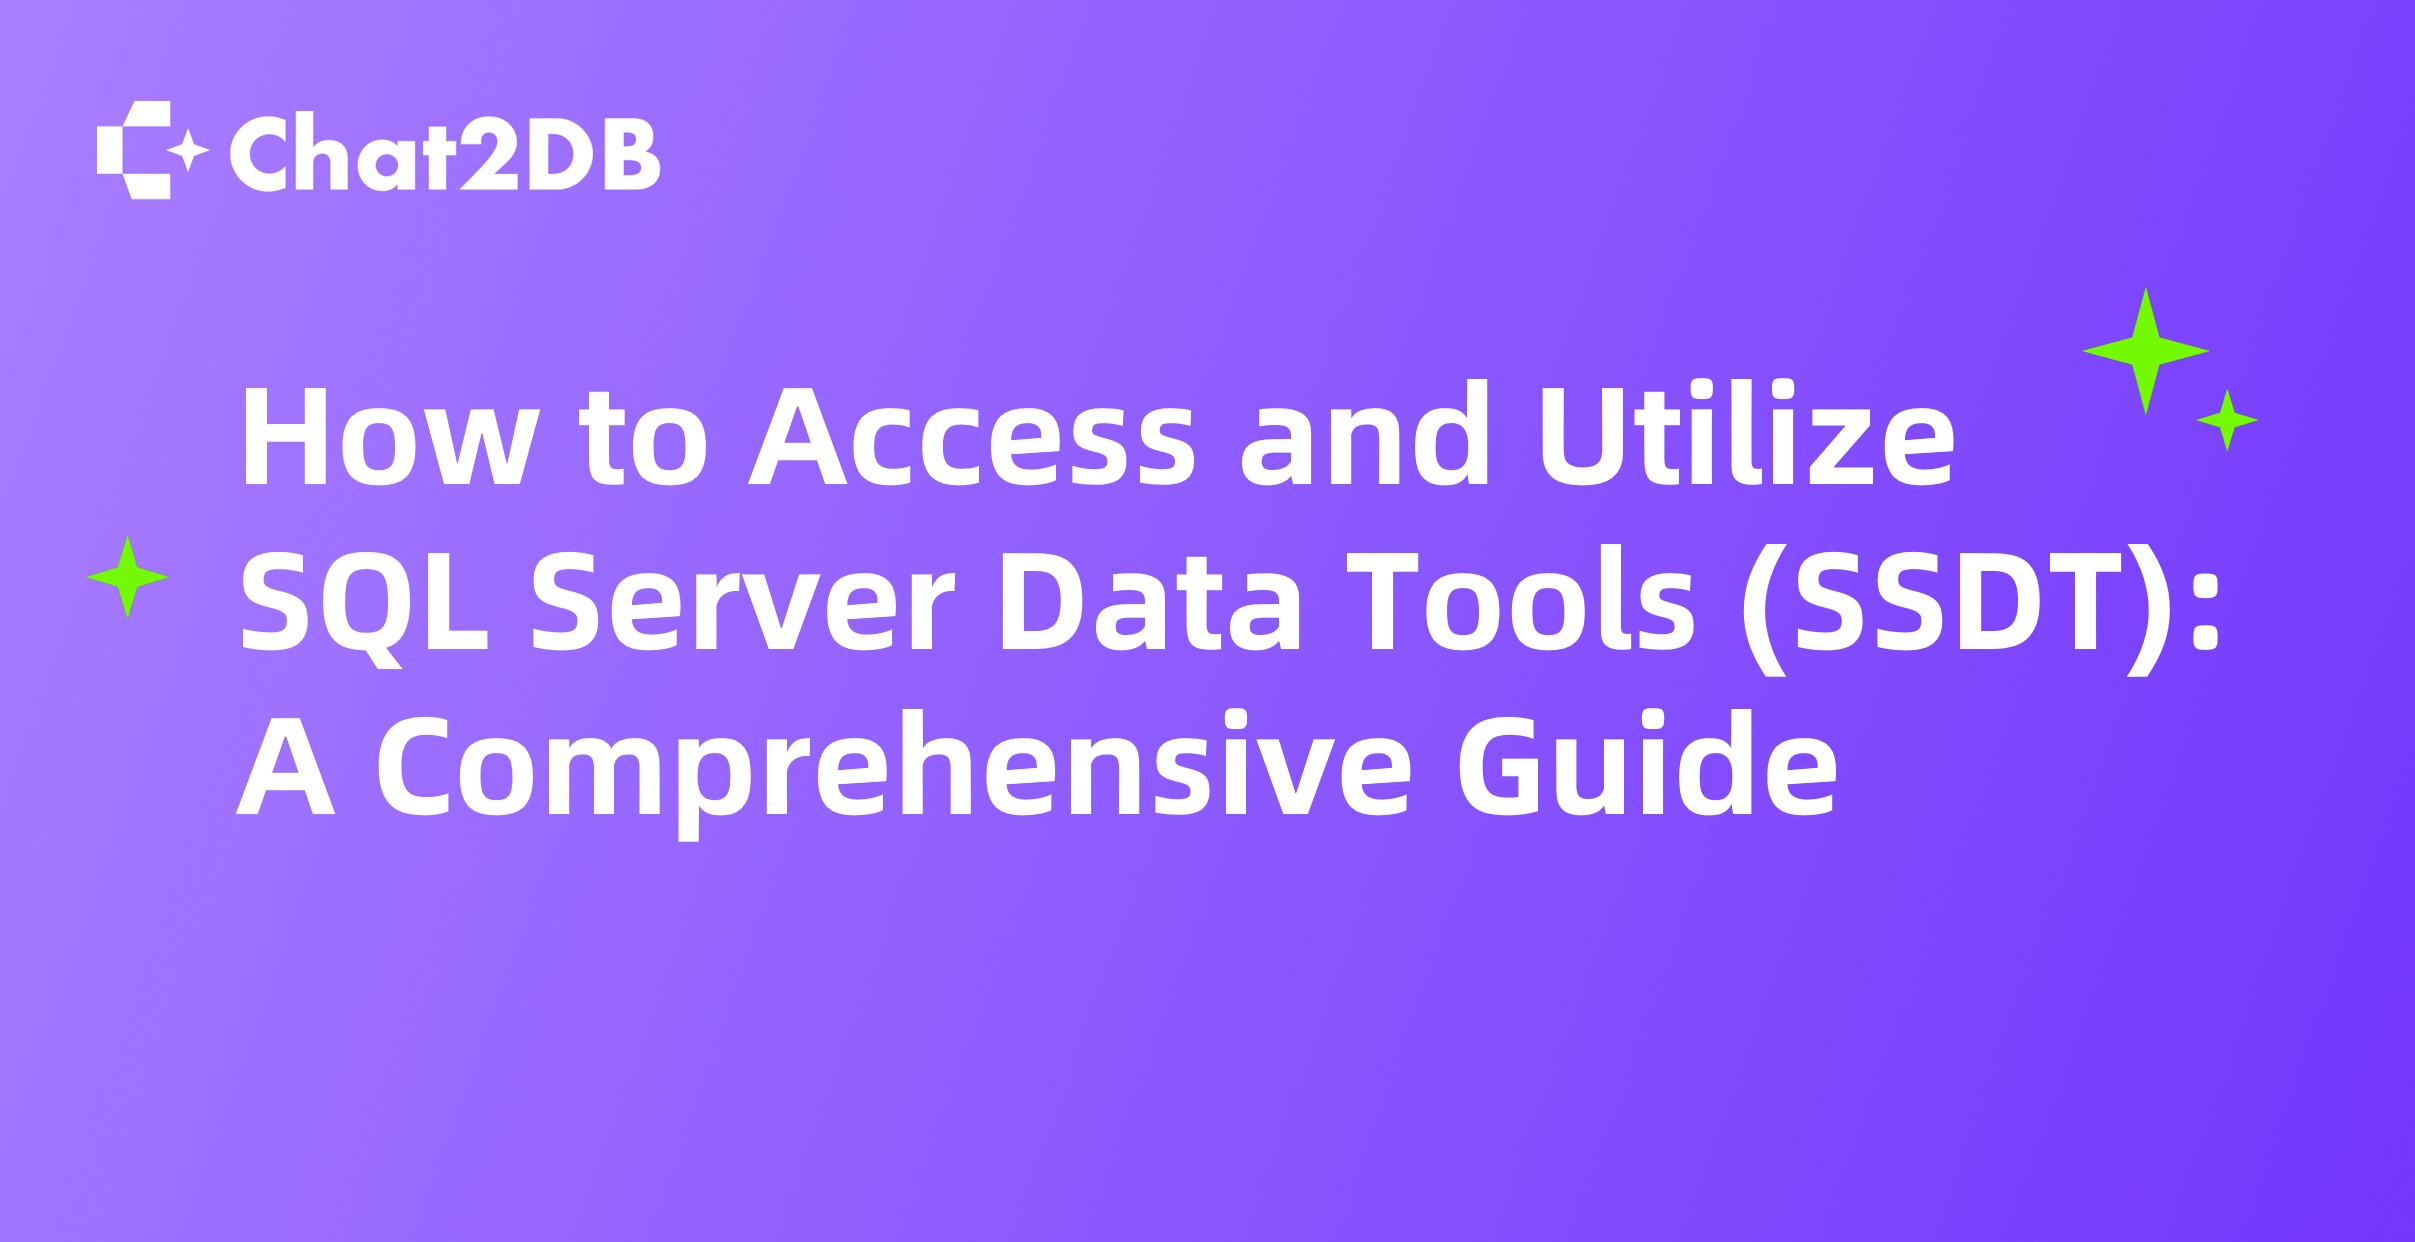 Chat2DB
How to Access and Utilize
SQL Server Data Tools (SSDT):
A Comprehensive Guide